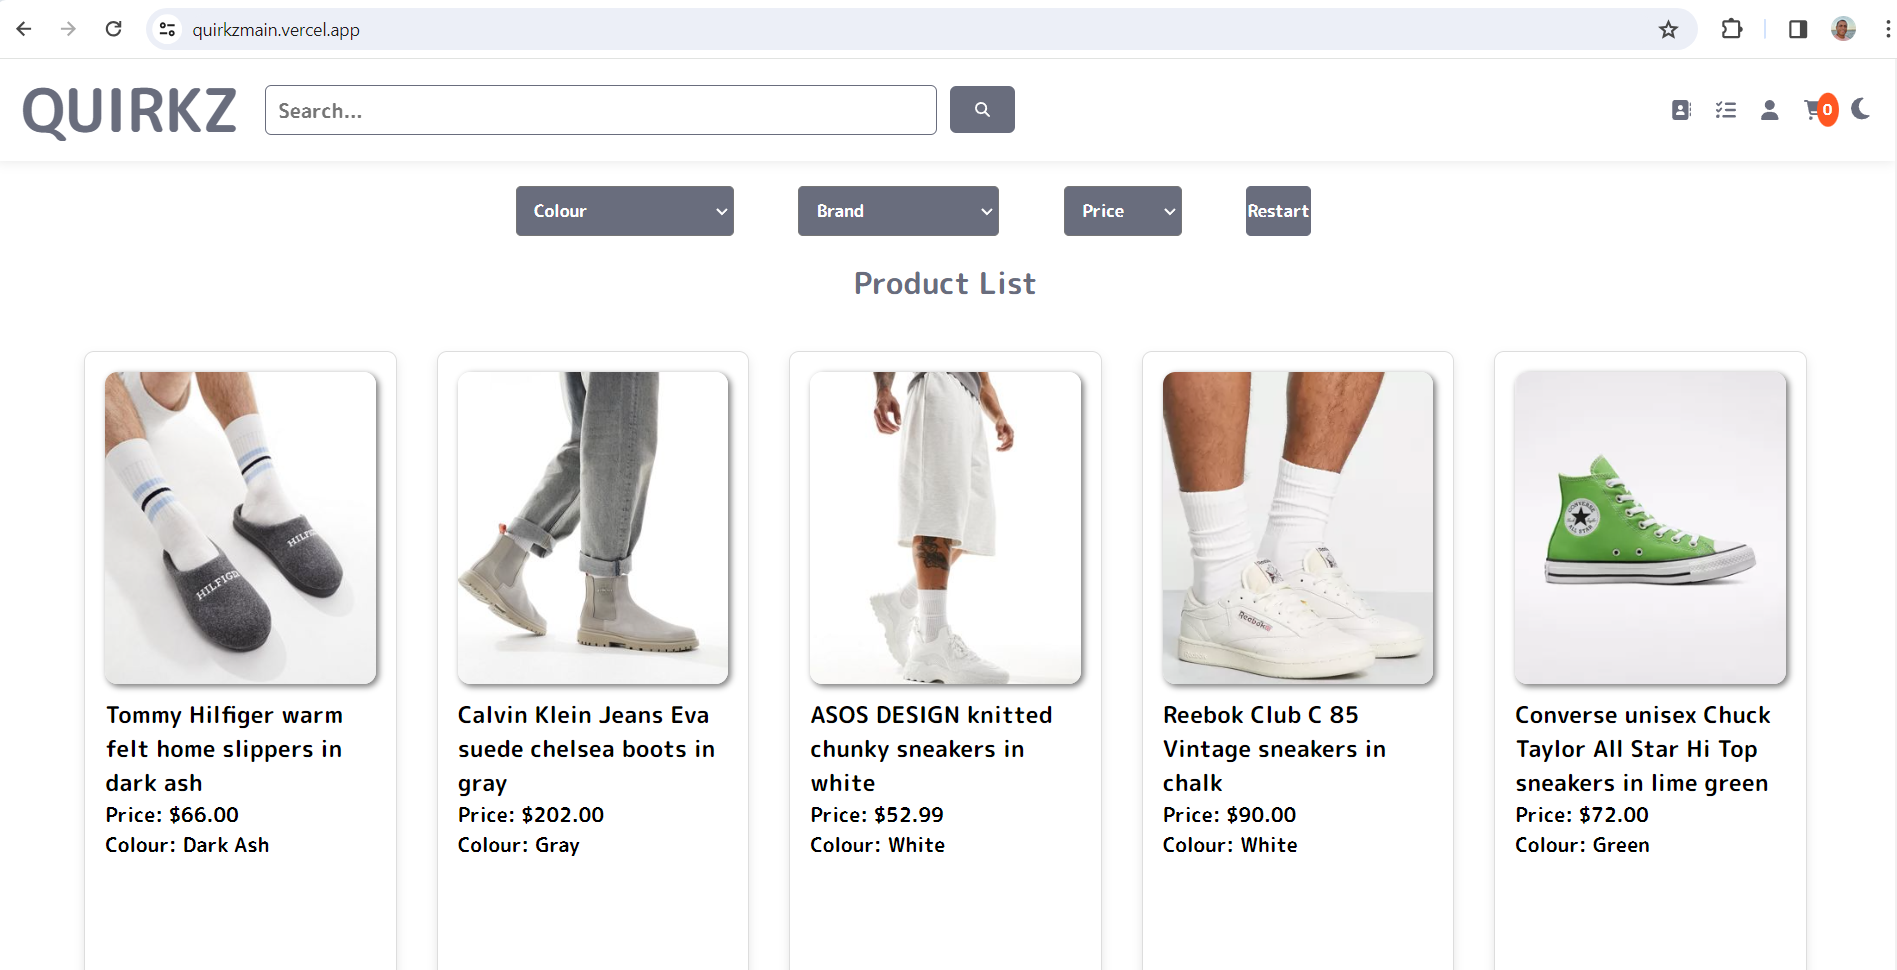 quirkzmain.vercel.app
QUIRKZ
Search...
0
Colour
Brand
Price
Restart
Product List
HILFIGER
HILFI
CONVERSE
ALL STAR
Reebok
Tommy Hilfiger warm
felt home slippers in
dark ash
Price: $66.00
Colour: Dark Ash
Calvin Klein Jeans Eva
suede chelsea boots in
gray
Price: $202.00
Colour: Gray
ASOS DESIGN knitted
chunky sneakers in
white
Price: $52.99
Colour: White
Reebok Club C 85
Vintage sneakers in
chalk
Price: $90.00
Colour: White
Converse unisex Chuck
Taylor All Star Hi Top
sneakers in lime green
Price: $72.00
Colour: Green